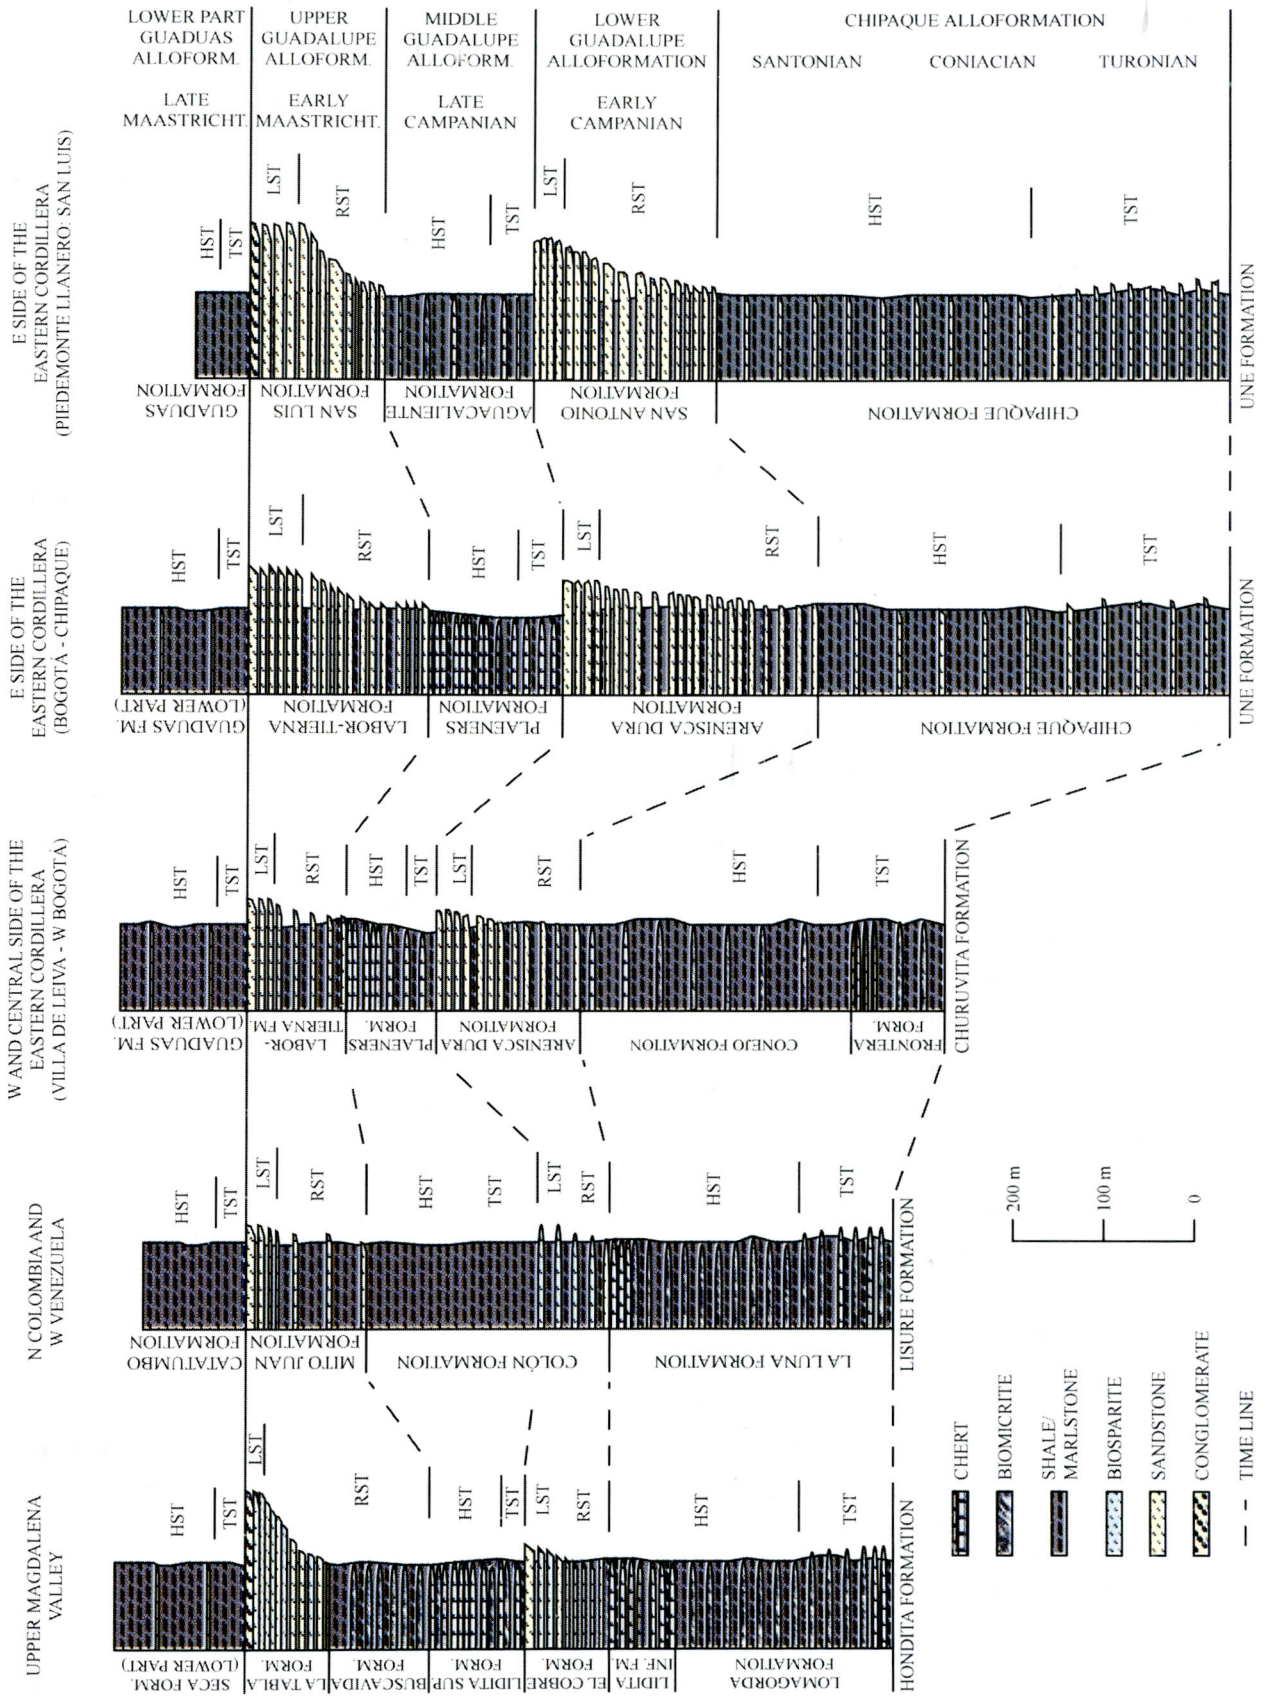 UPPER MAGDALENA
VALLEY
SECA FORM.
(LOWER PART)
LA TABLA
FORM.
BUSCAVIDA
FORM.
LIDITA SUP.
FORM.
EL COBRE
FORM.
LIDITA
INF. FM.
LOMAGORDA
FORMATION
HONDITA FORMATION
HST
TST
LST
RST
HST
TST
LST
RST
HST
TST
N COLOMBIA AND
W VENEZUELA
CATATUMBO
FORMATION
MITO JUAN
FORMATION
COLÓN FORMATION
LA LUNA FORMATION
LISURE FORMATION
HST
TST
LST
RST
HST
TST
LST
RST
HST
TST
W AND CENTRAL SIDE OF THE
EASTERN CORDILLERA
(VILLA DE LEIVA - W BOGOTÁ)
GUADUAS FM.
(LOWER PART)
LABOR-
TIERNA FM.
PLAENERS
FORM.
ARENISCA DURA
FORMATION
CONEJO FORMATION
FRONTERA
FORM.
CHURUVITA FORMATION
HST
TST
LST
RST
HST
TST
LST
RST
HST
TST
E SIDE OF THE
EASTERN CORDILLERA
(BOGOTÁ - CHIPAQUE)
GUADUAS FM.
(LOWER PART)
LABOR-TIERNA
FORMATION
PLAENERS
FORMATION
ARENISCA DURA
FORMATION
CHIPAQUE FORMATION
UNE FORMATION
HST
TST
LST
RST
HST
TST
LST
RST
HST
TST
E SIDE OF THE
EASTERN CORDILLERA
(PIEDEMONTE LLANERO: SAN LUIS)
GUADUAS
FORMATION
SAN LUIS
FORMATION
AGUACALIENTE
FORMATION
SAN ANTONIO
FORMATION
CHIPAQUE FORMATION
UNE FORMATION
HST
TST
LST
RST
HST
TST
LST
RST
HST
TST
LOWER PART
GUADUAS
ALLOFORM.
LATE
MAASTRICHT.
UPPER
GUADALUPE
ALLOFORM.
EARLY
MAASTRICHT.
MIDDLE
GUADALUPE
ALLOFORM.
LATE
CAMPANIAN
LOWER
GUADALUPE
ALLOFORMATION
EARLY
CAMPANIAN
CHIPAQUE ALLOFORMATION
SANTONIAN
CONIACIAN
TURONIAN
CHERT
BIOMICRITE
SHALE/
MARLSTONE
BIOSPARITE
SANDSTONE
CONGLOMERATE
TIME LINE
200 m
100 m
0